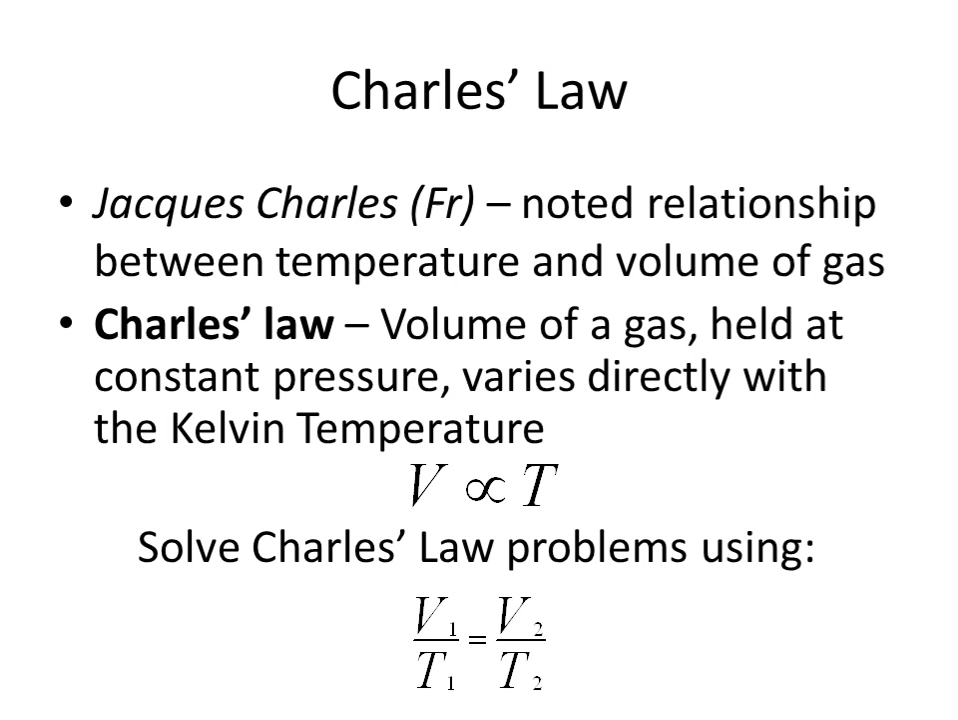 Charles’ Law
• Jacques Charles (Fr) – noted relationship
between temperature and volume of gas
• Charles’ law – Volume of a gas, held at
constant pressure, varies directly with
the Kelvin Temperature
V ∝ T
Solve Charles’ Law problems using:
V₁/T₁ = V₂/T₂